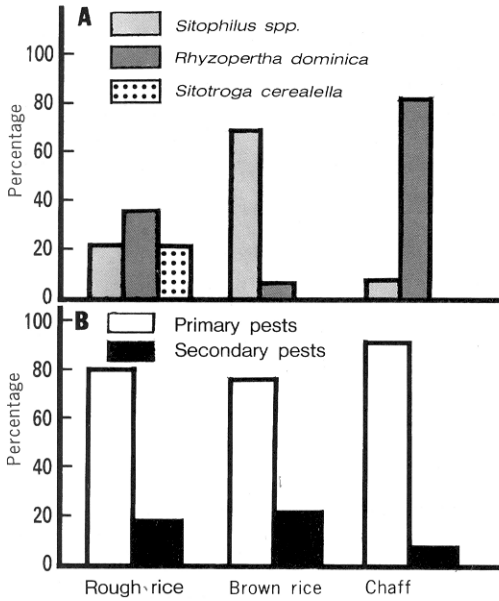 A
Sitophilus spp.
Rhyzopertha dominica
Sitotroga cerealella
Percentage
100
80
60
40
20
0
B
Primary pests
Secondary pests
Percentage
100
80
60
40
20
0
Rough rice
Brown rice
Chaff